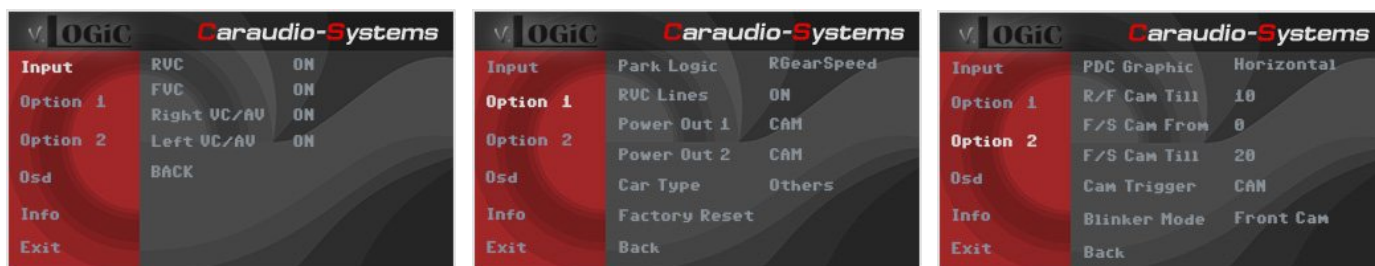 v.LOGiC Caraudio-Systems
Input RVC ON
FVC ON
Option 1 Right VC/AV ON
Option 2 Left VC/AV ON
Osd BACK
Info
Exit
v.LOGiC Caraudio-Systems
Input Park Logic RGearSpeed
Option 1 RVC Lines ON
Power Out 1 CAM
Option 2 Power Out 2 CAM
Osd Car Type Others
Info Factory Reset
Exit Back
v.LOGiC Caraudio-Systems
Input PDC Graphic Horizontal
Option 1 R/F Cam Till 10
F/S Cam From 0
Option 2 F/S Cam Till 20
Osd Cam Trigger CAN
Info Blinker Mode Front Cam
Exit Back